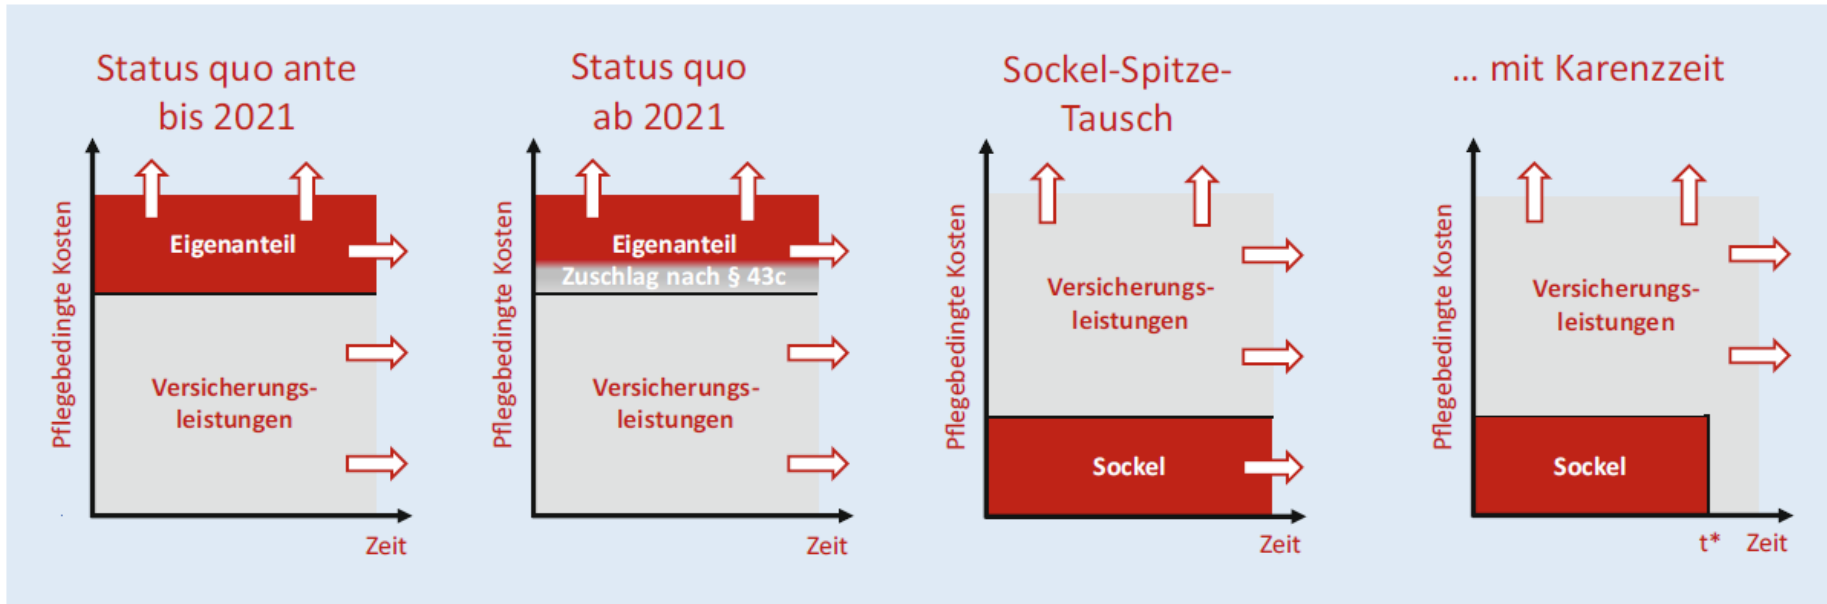 Status quo ante
bis 2021
Pflegebedingte Kosten
Eigenanteil
Versicherungs-
leistungen
Zeit
Status quo
ab 2021
Pflegebedingte Kosten
Eigenanteil
Zuschlag nach § 43c
Versicherungs-
leistungen
Zeit
Sockel-Spitze-
Tausch
Pflegebedingte Kosten
Versicherungs-
leistungen
Sockel
Zeit
... mit Karenzzeit
Pflegebedingte Kosten
Versicherungs-
leistungen
Sockel
t*
Zeit